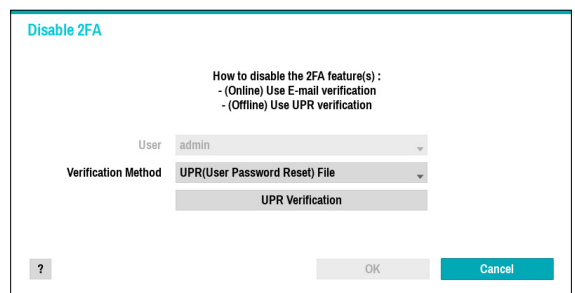 Disable 2FA
How to disable the 2FA feature(s) :
- (Online) Use E-mail verification
- (Offline) Use UPR verification
User admin
Verification Method UPR(User Password Reset) File
UPR Verification
? OK Cancel